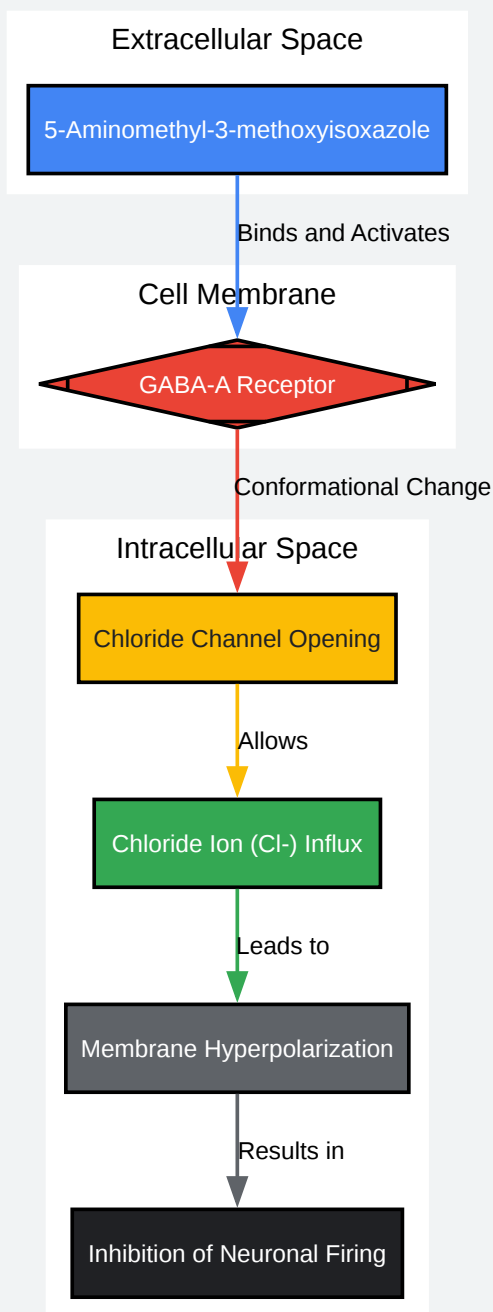 Extracellular Space
5-Aminomethyl-3-methoxyisoxazole
Binds and Activates
Cell Membrane
GABA-A Receptor
Conformational Change
Intracellular Space
Chloride Channel Opening
Allows
Chloride Ion (Cl-) Influx
Leads to
Membrane Hyperpolarization
Results in
Inhibition of Neuronal Firing